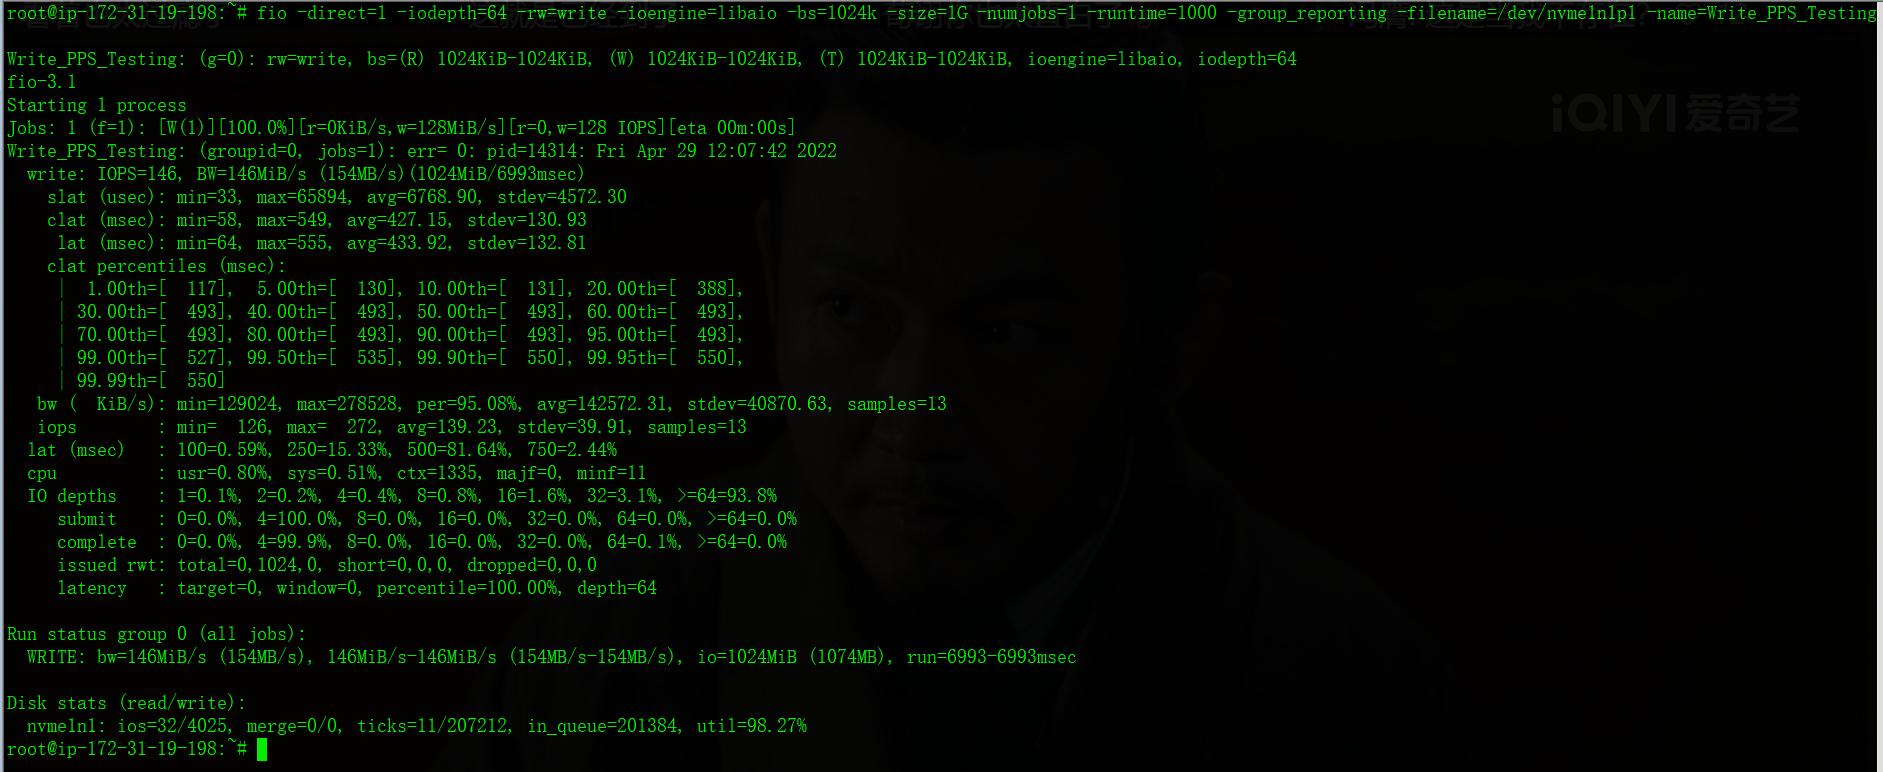 root@ip-172-31-19-198:~# fio -direct=1 -iodepth=64 -rw=write -ioengine=libaio -bs=1024k -size=1G -numjobs=1 -runtime=1000 -group_reporting -filename=/dev/nvme1n1p1 -name=Write_PPS_Testing
Write_PPS_Testing: (g=0): rw=write, bs=(R) 1024KiB-1024KiB, (W) 1024KiB-1024KiB, (T) 1024KiB-1024KiB, ioengine=libaio, iodepth=64
fio-3.1
Starting 1 process
iQIYI 爱奇艺
Jobs: 1 (f=1): [W(1)][100.0%][r=0KiB/s,w=128MiB/s][r=0,w=128 IOPS][eta 00m:00s]
Write_PPS_Testing: (groupid=0, jobs=1): err= 0: pid=14314: Fri Apr 29 12:07:42 2022
write: IOPS=146, BW=146MiB/s (154MB/s)(1024MiB/6993msec)
slat (usec): min=33, max=65894, avg=6768.90, stdev=4572.30
clat (msec): min=58, max=549, avg=427.15, stdev=130.93
lat (msec): min=64, max=555, avg=433.92, stdev=132.81
clat percentiles (msec):
| 1.00th=[ 117], 5.00th=[ 130], 10.00th=[ 131], 20.00th=[ 388],
| 30.00th=[ 493], 40.00th=[ 493], 50.00th=[ 493], 60.00th=[ 493],
| 70.00th=[ 493], 80.00th=[ 493], 90.00th=[ 493], 95.00th=[ 493],
| 99.00th=[ 527], 99.50th=[ 535], 99.90th=[ 550], 99.95th=[ 550],
| 99.99th=[ 550]
bw ( KiB/s): min=129024, max=278528, per=95.08%, avg=142572.31, stdev=40870.63, samples=13
iops : min= 126, max= 272, avg=139.23, stdev=39.91, samples=13
lat (msec) : 100=0.59%, 250=15.33%, 500=81.64%, 750=2.44%
cpu : usr=0.80%, sys=0.51%, ctx=1335, majf=0, minf=11
IO depths : 1=0.1%, 2=0.2%, 4=0.4%, 8=0.8%, 16=1.6%, 32=3.1%, >=64=93.8%
submit : 0=0.0%, 4=100.0%, 8=0.0%, 16=0.0%, 32=0.0%, 64=0.0%, >=64=0.0%
complete : 0=0.0%, 4=99.9%, 8=0.0%, 16=0.0%, 32=0.0%, 64=0.1%, >=64=0.0%
issued rwt: total=0,1024,0, short=0,0,0, dropped=0,0,0
latency : target=0, window=0, percentile=100.00%, depth=64
Run status group 0 (all jobs):
WRITE: bw=146MiB/s (154MB/s), 146MiB/s-146MiB/s (154MB/s-154MB/s), io=1024MiB (1074MB), run=6993-6993msec
Disk stats (read/write):
nvme1n1: ios=32/4025, merge=0/0, ticks=11/207212, in_queue=201384, util=98.27%
root@ip-172-31-19-198:~#